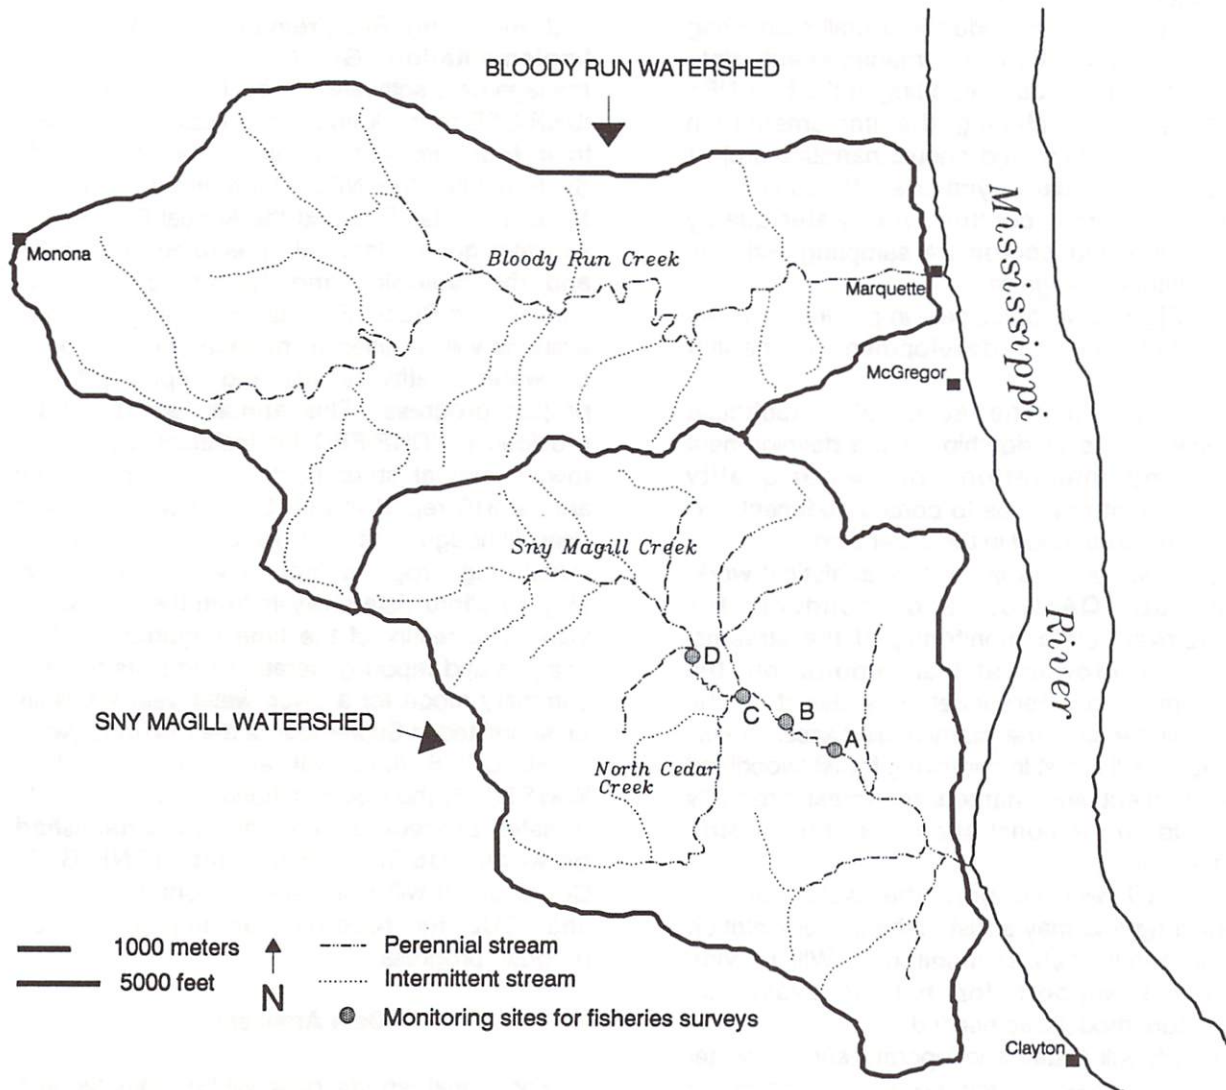 BLOODY RUN WATERSHED
Mississippi
River
Monona
Bloody Run Creek
Marquette
McGregor
Sny Magill Creek
D
C
B
A
SNY MAGILL WATERSHED
North Cedar
Creek
1000 meters
5000 feet
N
Perennial stream
Intermittent stream
Monitoring sites for fisheries surveys
Clayton